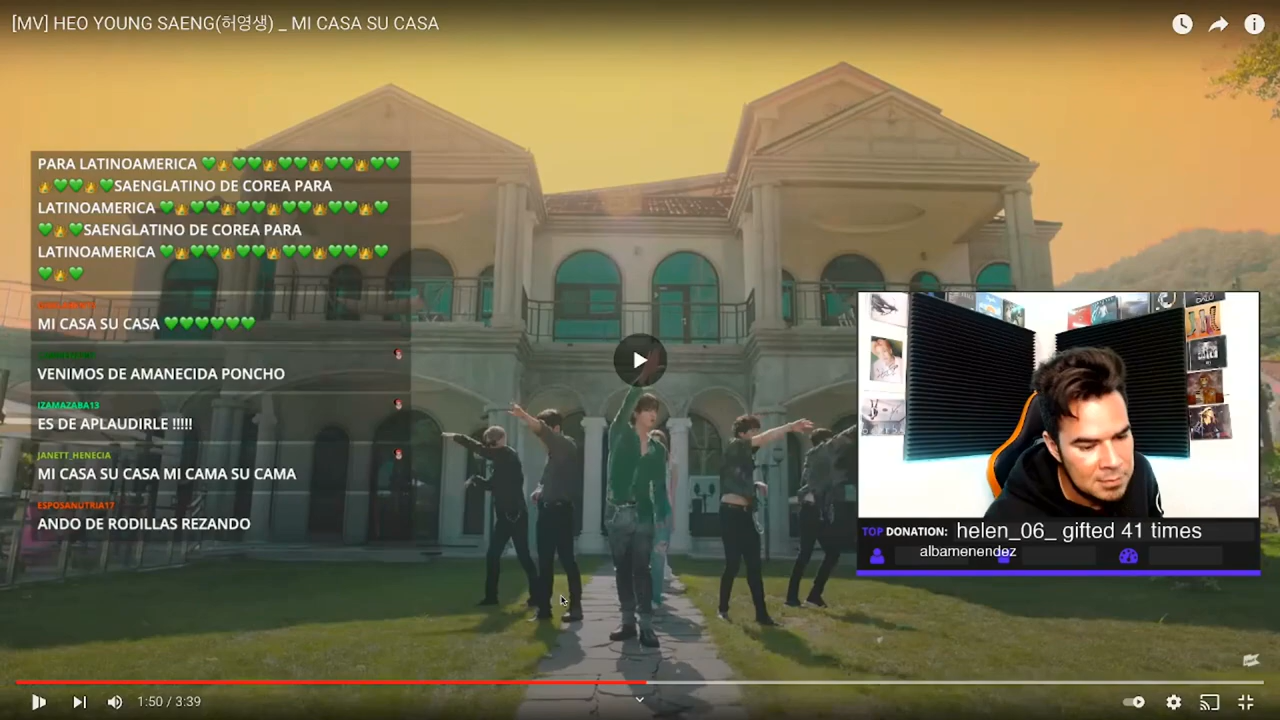 [MV] HEO YOUNG SAENG(허영생) _ MI CASA SU CASA
PARA LATINOAMERICA 💚👑💚💚👑💚💚👑💚💚👑💚💚
👑💚💚👑💚SAENGLATINO DE COREA PARA
LATINOAMERICA 💚👑💚💚👑💚💚👑💚💚👑💚💚👑💚
💚👑💚SAENGLATINO DE COREA PARA
LATINOAMERICA 💚👑💚💚👑💚💚👑💚💚👑💚💚👑💚
💚👑💚
MI CASA SU CASA 💚💚💚💚💚💚
VENIMOS DE AMANECIDA PONCHO
IZAMAZABA13
ES DE APLAUDIRLE !!!!!
JANETT_HENECIA
MI CASA SU CASA MI CAMA SU CAMA
ESPOSANUTRIA17
ANDO DE RODILLAS REZANDO
TOP DONATION: helen_06_ gifted 41 times
albamenendez
1:50 / 3:39